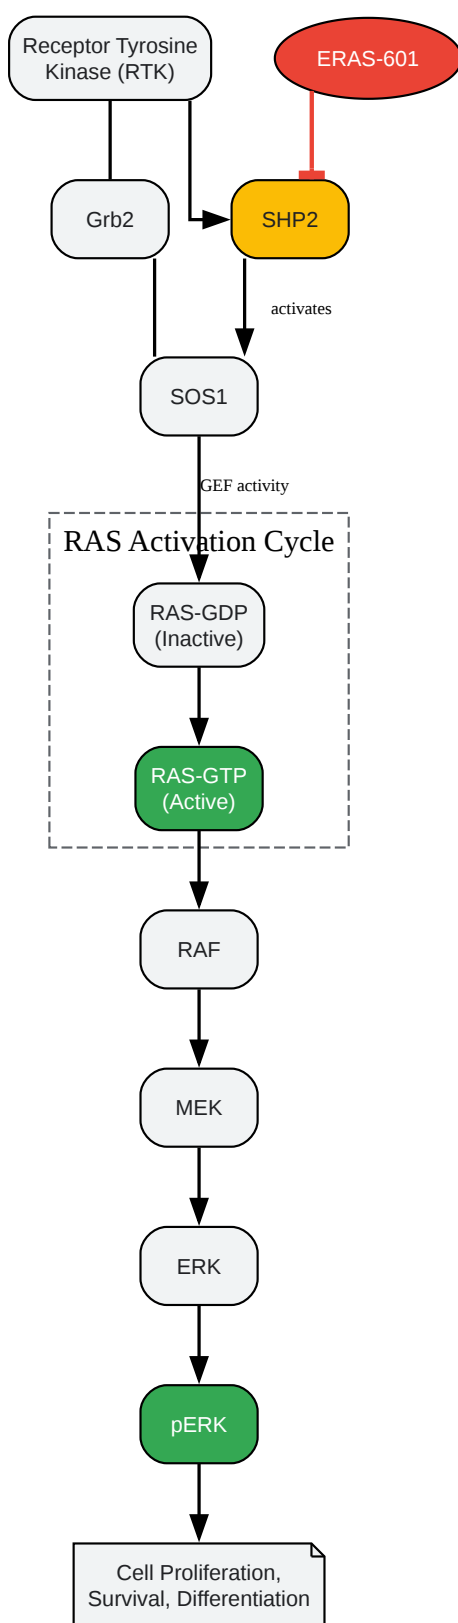 Receptor Tyrosine
Kinase (RTK)
ERAS-601
Grb2
SHP2
activates
SOS1
GEF activity
RAS Activation Cycle
RAS-GDP
(Inactive)
RAS-GTP
(Active)
RAF
MEK
ERK
pERK
Cell Proliferation,
Survival, Differentiation